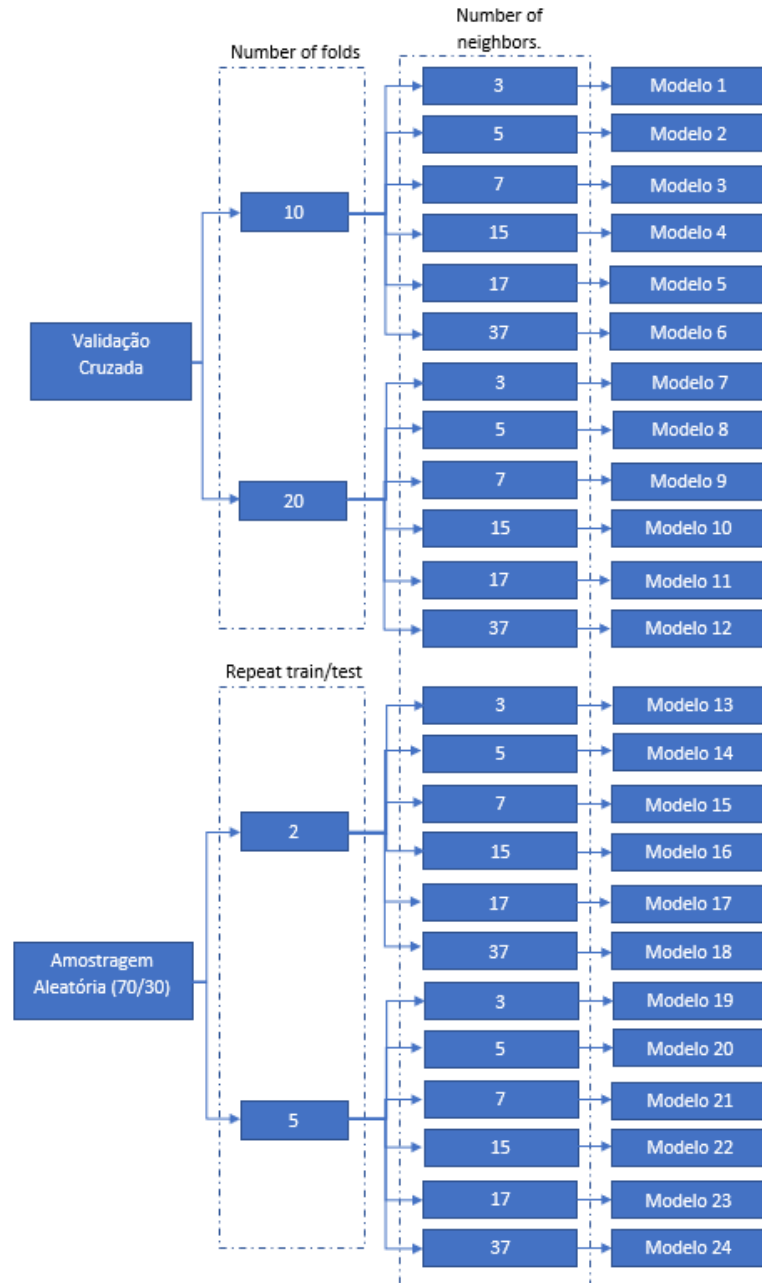 Number of
neighbors.
Number of folds
3
Modelo 1
5
Modelo 2
7
Modelo 3
10
15
Modelo 4
17
Modelo 5
37
Modelo 6
Validação
Cruzada
3
Modelo 7
5
Modelo 8
7
Modelo 9
20
15
Modelo 10
17
Modelo 11
37
Modelo 12
Repeat train/test
3
Modelo 13
5
Modelo 14
7
Modelo 15
2
15
Modelo 16
17
Modelo 17
37
Modelo 18
Amostragem
Aleatória (70/30)
3
Modelo 19
5
Modelo 20
7
Modelo 21
5
15
Modelo 22
17
Modelo 23
37
Modelo 24